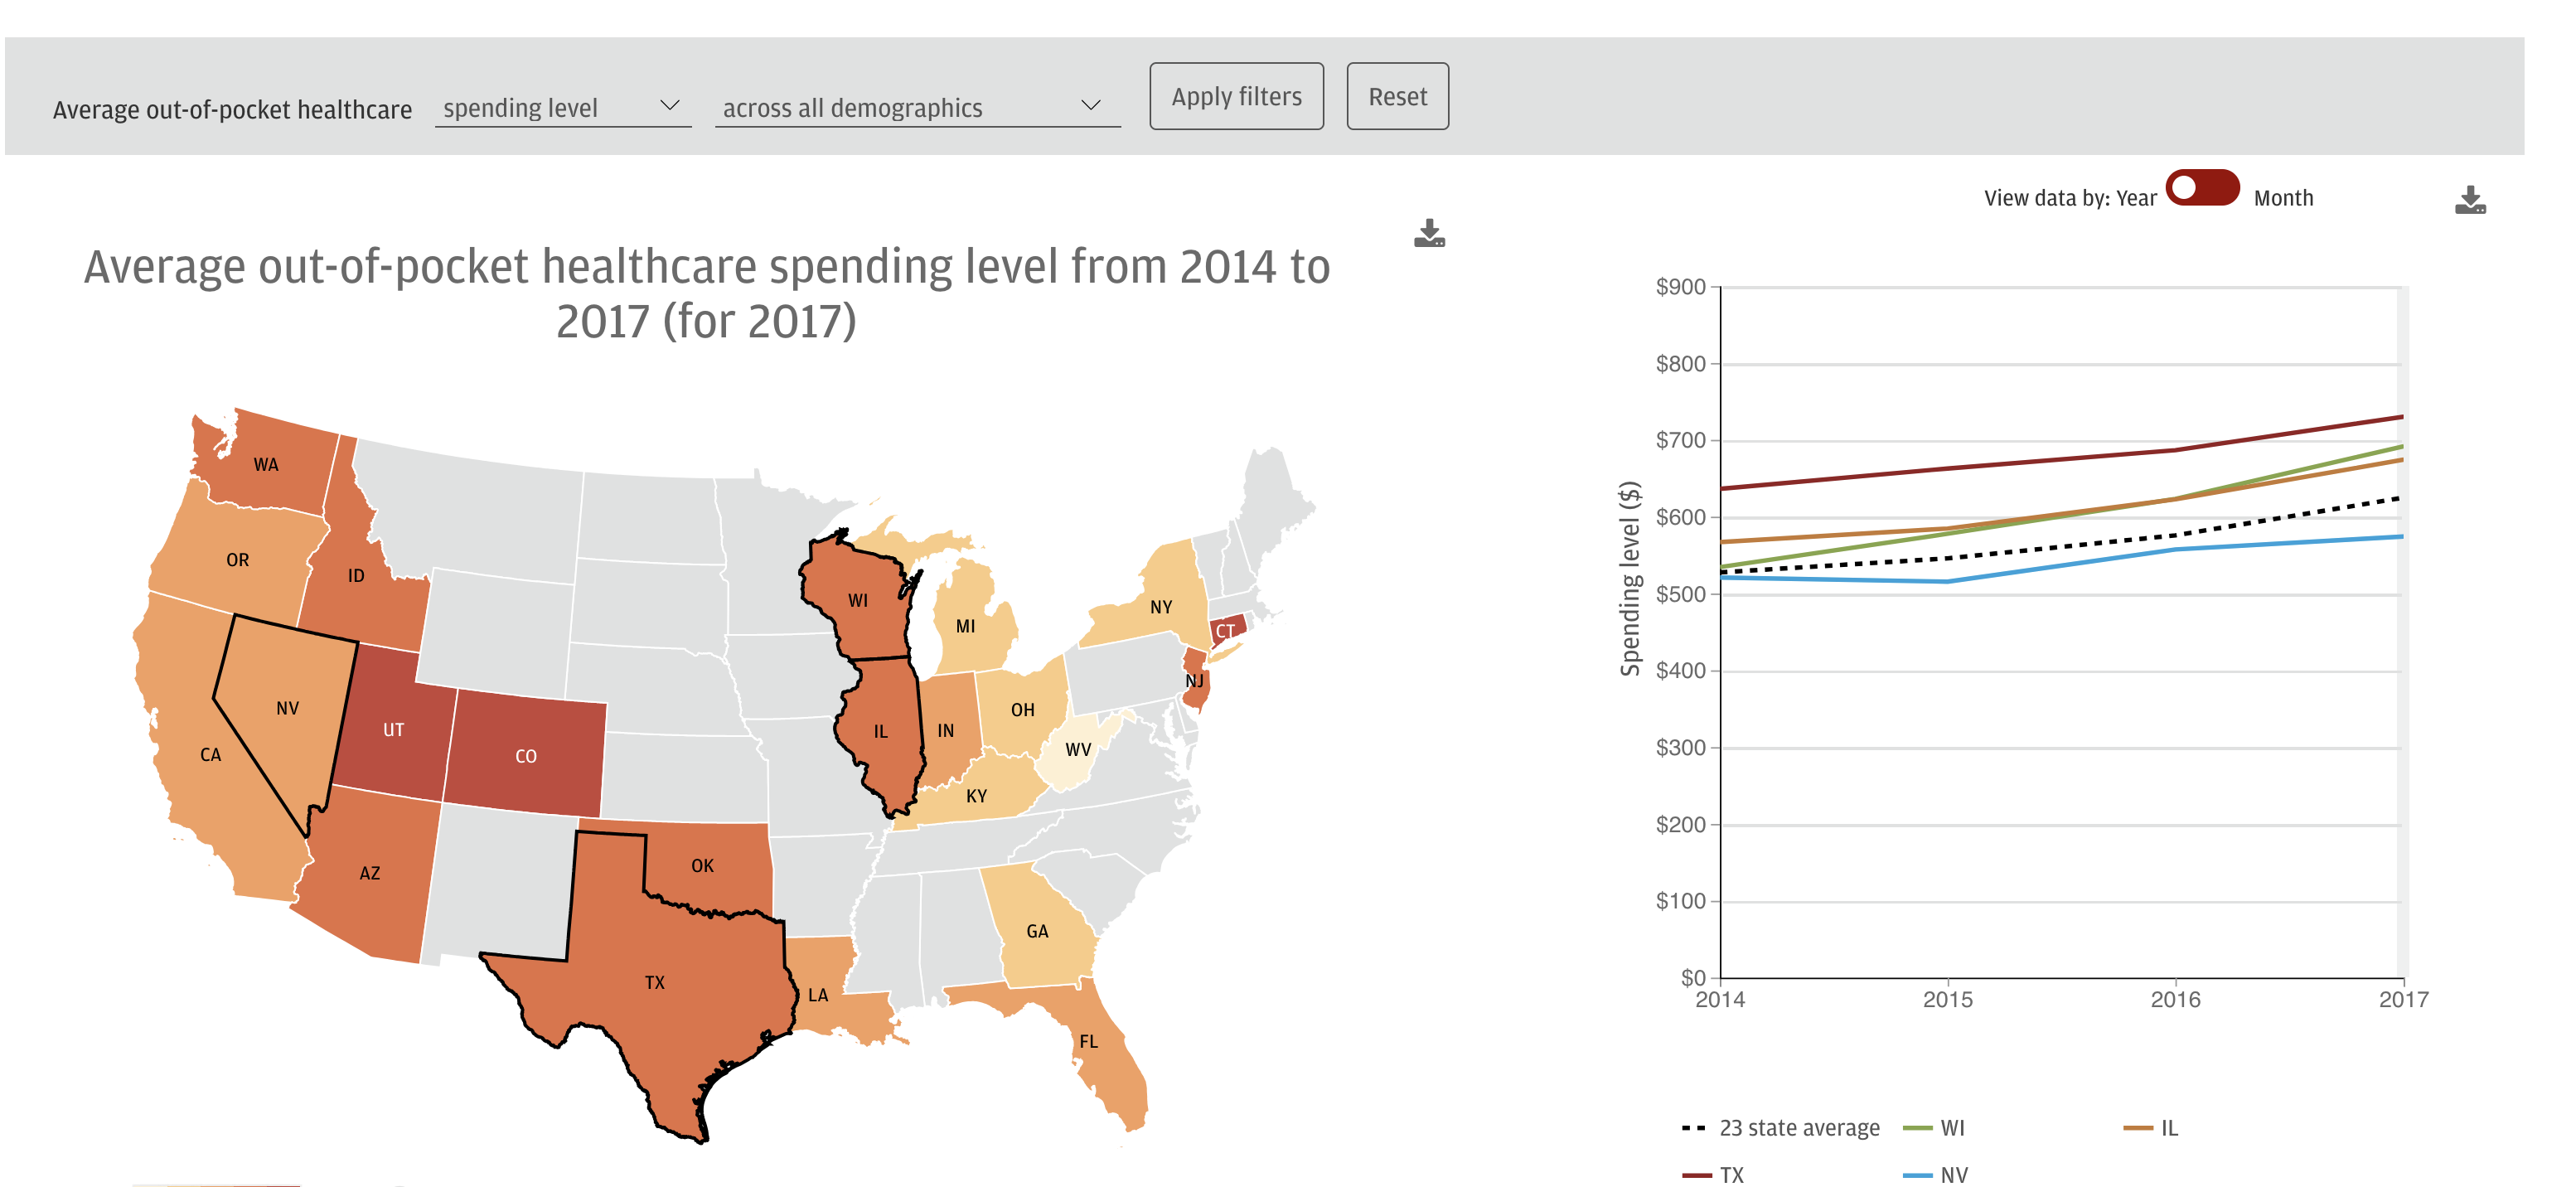 Average out-of-pocket healthcare spending level across all demographics Apply filters Reset
View data by: Year Month
Average out-of-pocket healthcare spending level from 2014 to
2017 (for 2017)
WA
OR
ID
NV
CA
UT
CO
AZ
OK
TX
LA
WI
IL
MI
IN
OH
KY
WV
NY
CT
NJ
GA
FL
Spending level ($)
$900
$800
$700
$600
$500
$400
$300
$200
$100
$0
2014 2015 2016 2017
23 state average WI IL
TX NV